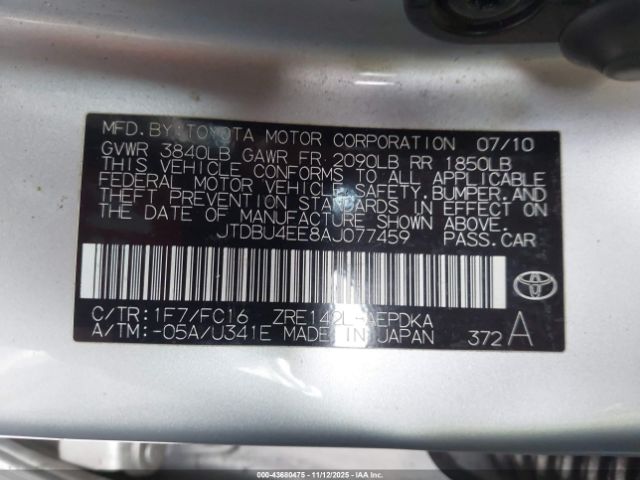 MFD. BY: TOYOTA MOTOR CORPORATION 07/10
GVWR 3840LB GAWR FR 2090LB RR 1850LB
THIS VEHICLE CONFORMS TO ALL APPLICABLE
FEDERAL MOTOR VEHICLE SAFETY, BUMPER, AND
THEFT PREVENTION STANDARDS IN EFFECT ON
THE DATE OF MANUFACTURE SHOWN ABOVE.
JTDBU4EE8AJ077459 PASS.CAR
C/TR: 1F7/FC16 ZRE142L-AEPDKA
A/TM: -05A/U341E MADE IN JAPAN 372 A
000-43680475 - 11/12/2025 - IAAI.COM